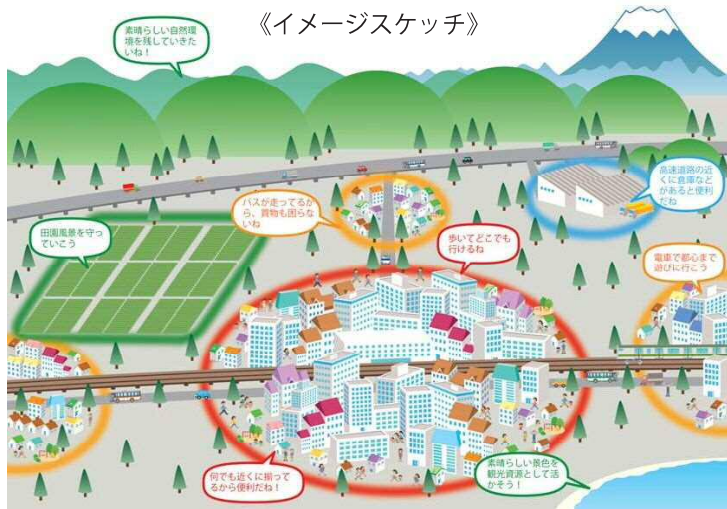 《イメージスケッチ》
素晴らしい自然環
境を残していきた
いね！
高速道路の近
くに倉庫など
があると便利
だね
バスが走ってるか
ら、買物も困らな
いね
田園風景を守っ
ていこう
歩いてどこでも
行けるね
電車で都心まで
遊びに行こう
何でも近くに揃って
るから便利だね！
素晴らしい景色を
観光資源として活
かそう！